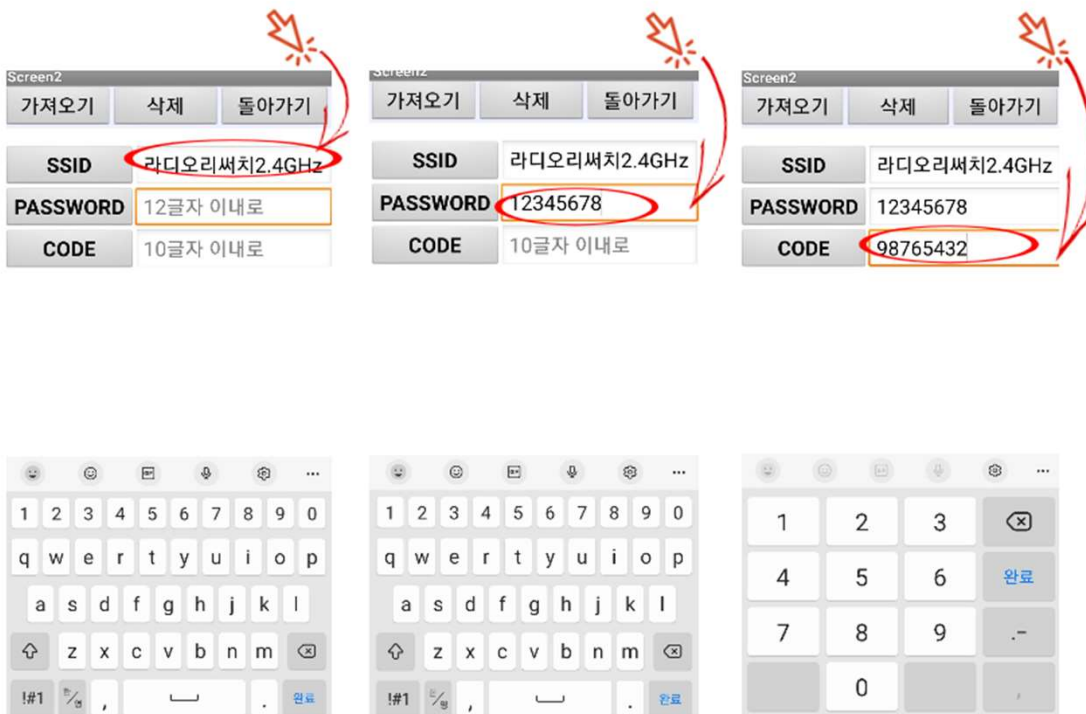 Screen2
가져오기 삭제 돌아가기
SSID 라디오리써치2.4GHz
PASSWORD 12글자 이내로
CODE 10글자 이내로
Screen2
가져오기 삭제 돌아가기
SSID 라디오리써치2.4GHz
PASSWORD 12345678
CODE 10글자 이내로
Screen2
가져오기 삭제 돌아가기
SSID 라디오리써치2.4GHz
PASSWORD 12345678
CODE 98765432
1 2 3 4 5 6 7 8 9 0
q w e r t y u i o p
a s d f g h j k l
z x c v b n m
!#1 한/영 , . 완료
1 2 3 4 5 6 7 8 9 0
q w e r t y u i o p
a s d f g h j k l
z x c v b n m
!#1 한/영 , . 완료
1 2 3
4 5 6 완료
7 8 9 .-
0 ,